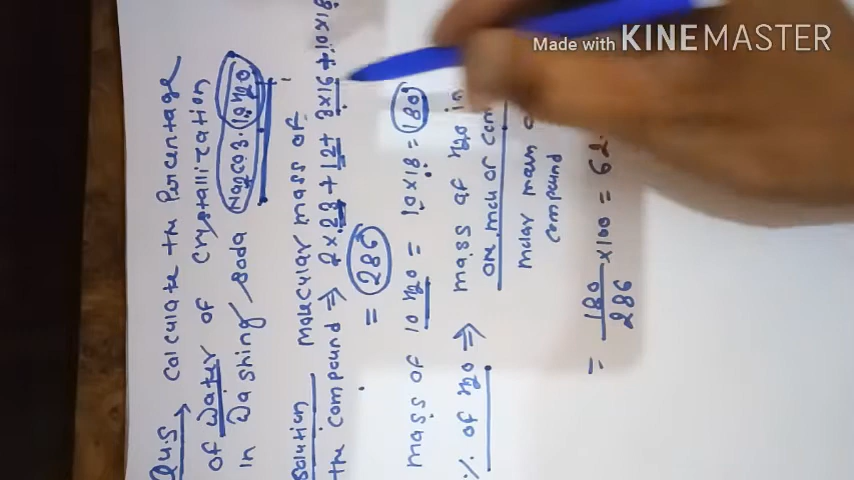 Made with KINEMASTER
Qus → Calculate the Percentage
of water of crystallization
in Washing soda Na2CO3.10H2O
Solution molecular mass of
the compound ⇒ 2×23 + 12 + 3×16 + 10×18
= 286
mass of 10 H2O = 10×18 = 180
% of H2O ⇒ mass of H2O in
one mol of com
molar mass
compound
= 180
286 ×100 = 62.